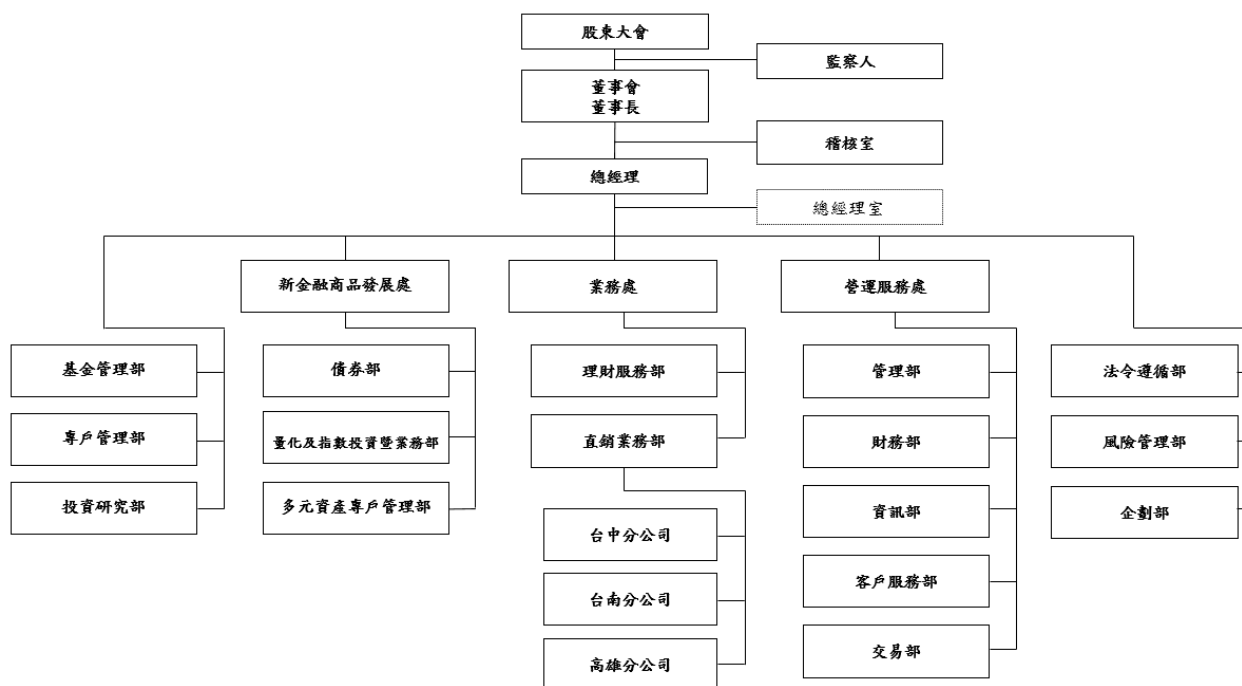 股東大會
監察人
董事會
董事長
稽核室
總經理
總經理室
新金融商品發展處
業務處
營運服務處
基金管理部
債券部
理財服務部
管理部
法令遵循部
專戶管理部
量化及指數投資暨業務部
直銷業務部
財務部
風險管理部
投資研究部
多元資產專戶管理部
台中分公司
資訊部
企劃部
台南分公司
客戶服務部
高雄分公司
交易部